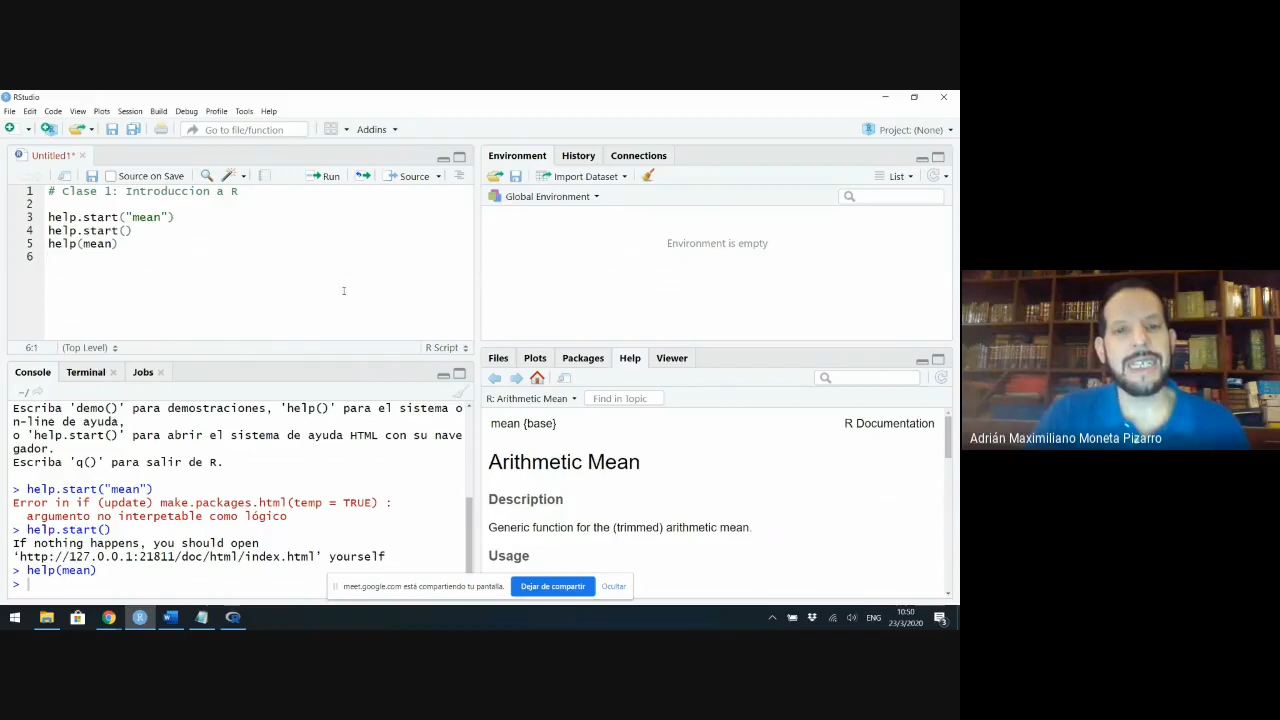 RStudio
File Edit Code View Plots Session Build Debug Profile Tools Help
Go to file/function Addins Project: (None)
Untitled1*
Source on Save Run Source
1 # Clase 1: Introduccion a R
2
3 help.start("mean")
4 help.start()
5 help(mean)
6
6:1 (Top Level) R Script
Console Terminal Jobs
~/
Escriba 'demo()' para demostraciones, 'help()' para el sistema o
n-line de ayuda,
o 'help.start()' para abrir el sistema de ayuda HTML con su nave
gador.
Escriba 'q()' para salir de R.
> help.start("mean")
Error in if (update) make.packages.html(temp = TRUE) :
argumento no interpetable como lógico
> help.start()
If nothing happens, you should open
‘http://127.0.0.1:21811/doc/html/index.html’ yourself
> help(mean)
>
Environment History Connections
Import Dataset List
Global Environment
Environment is empty
Files Plots Packages Help Viewer
R: Arithmetic Mean Find in Topic
mean {base} R Documentation
Arithmetic Mean
Description
Generic function for the (trimmed) arithmetic mean.
Usage
meet.google.com está compartiendo tu pantalla. Dejar de compartir Ocultar
ENG 10:50
23/3/2020
3
Adrián Maximiliano Moneta Pizarro